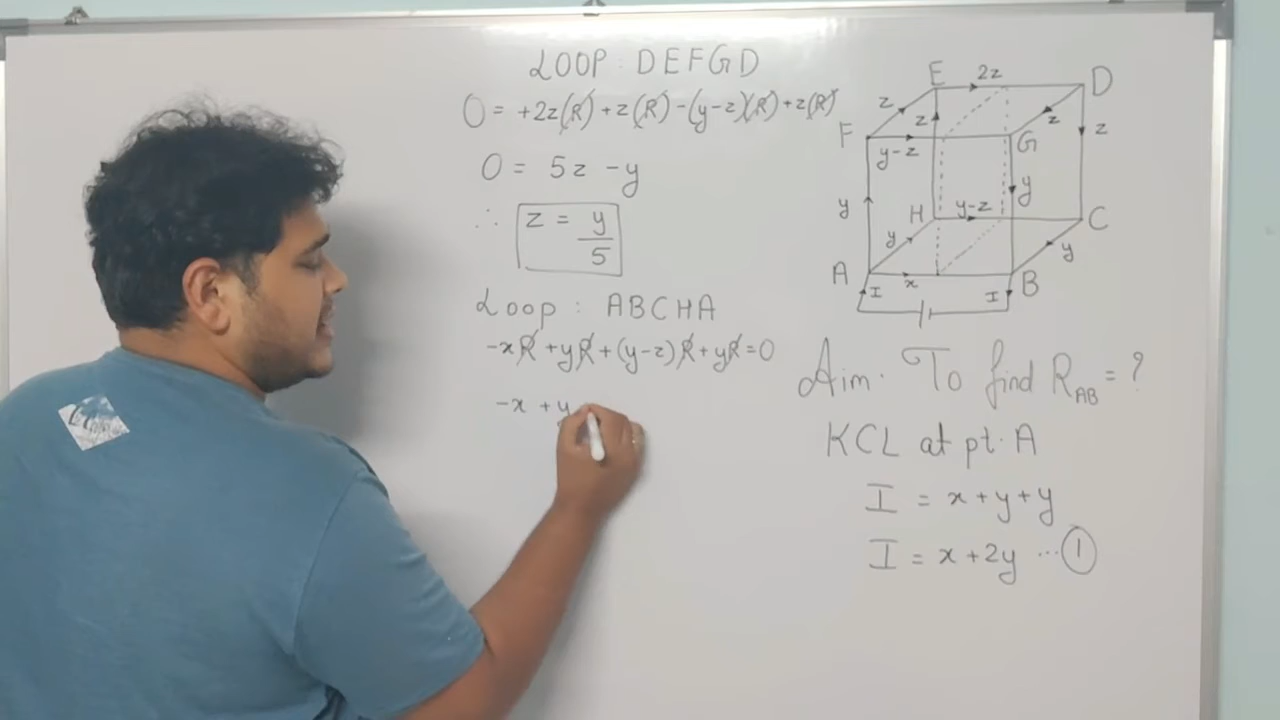 LOOP : DEFGD
0 = +2z(R) + z(R) - (y-z)(R) + z(R)
0 = 5z - y
∴ z = y/5
Loop : ABCHA
-xR + yR + (y-z)R + yR = 0
-x + y
E
2z
D
z
z
z
z
F
y-z
G
y
y
H
y-z
C
y
y
A
x
B
I
I
Aim. To find R_AB = ?
KCL at pt. A
I = x + y + y
I = x + 2y ... ①